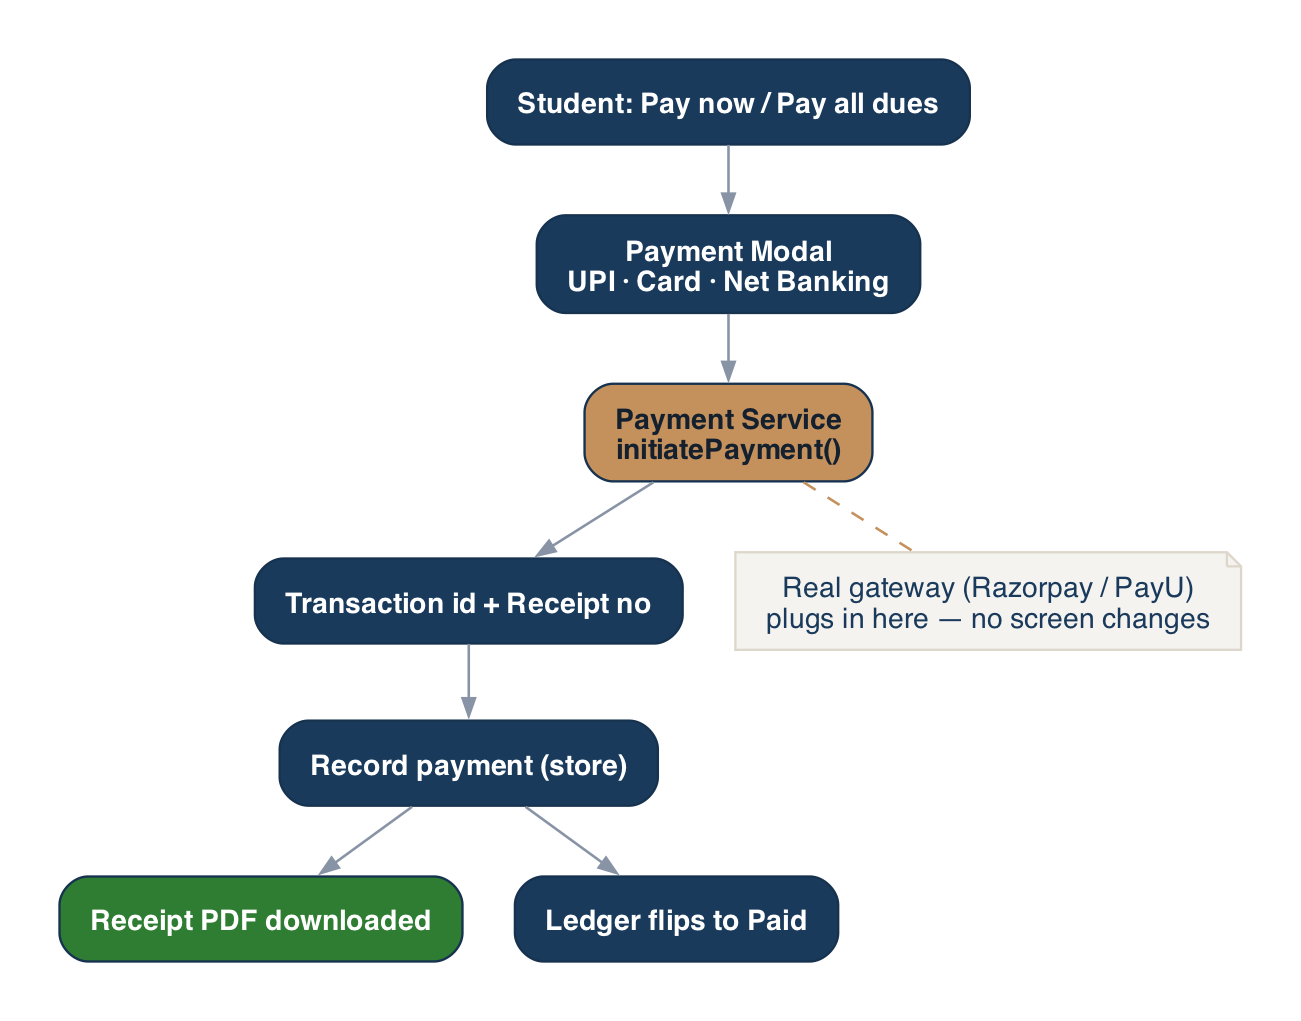 Student: Pay now / Pay all dues
Payment Modal
UPI · Card · Net Banking
Payment Service
initiatePayment()
Transaction id + Receipt no
Real gateway (Razorpay / PayU)
plugs in here — no screen changes
Record payment (store)
Receipt PDF downloaded
Ledger flips to Paid